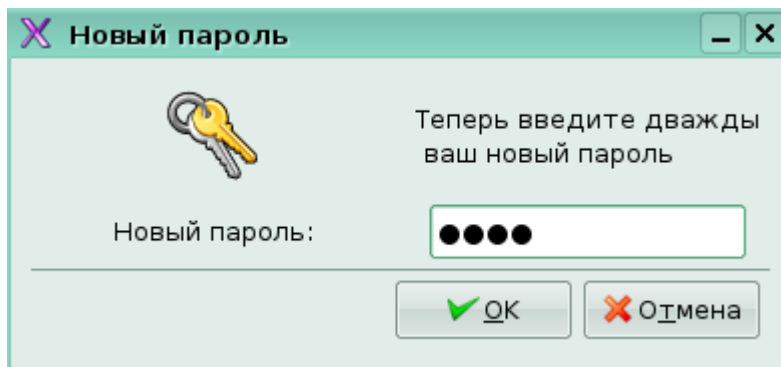 Новый пароль
Теперь введите дважды
ваш новый пароль
Новый пароль: ●●●●
OK Отмена